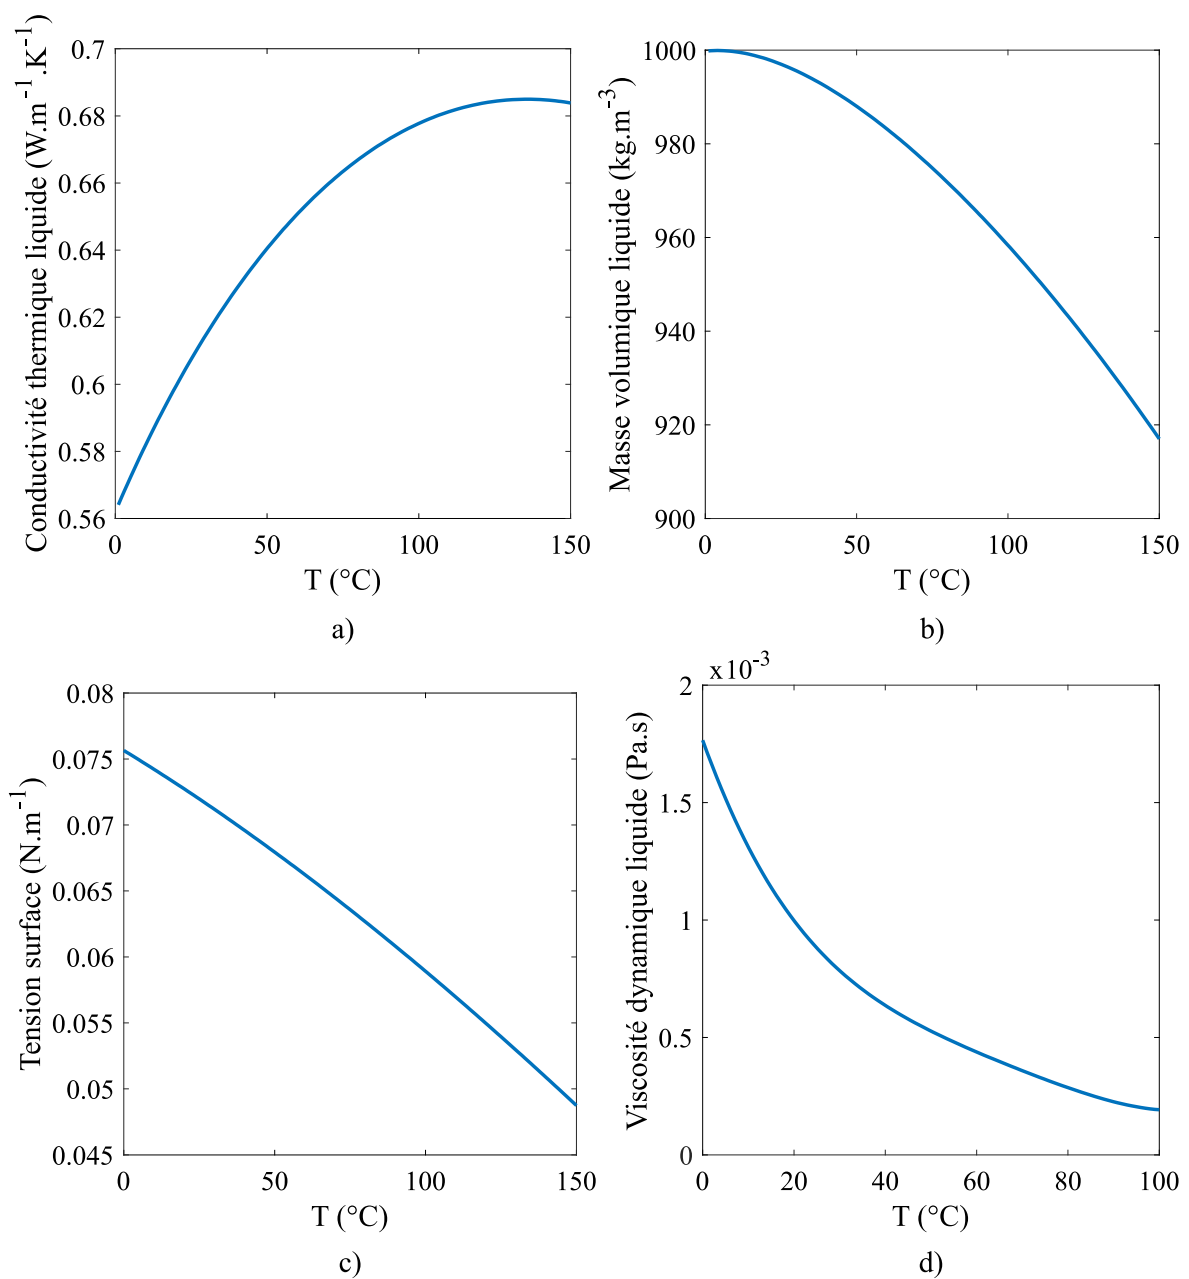 Conductivité thermique liquide (W.m⁻¹.K⁻¹)
0.7
0.68
0.66
0.64
0.62
0.6
0.58
0.56
0 50 100 150
T (°C)
a)
Masse volumique liquide (kg.m⁻³)
1000
980
960
940
920
900
0 50 100 150
T (°C)
b)
Tension surface (N.m⁻¹)
0.08
0.075
0.07
0.065
0.06
0.055
0.05
0.045
0 50 100 150
T (°C)
c)
Viscosité dynamique liquide (Pa.s)
x10⁻³
2
1.5
1
0.5
0
0 20 40 60 80 100
T (°C)
d)